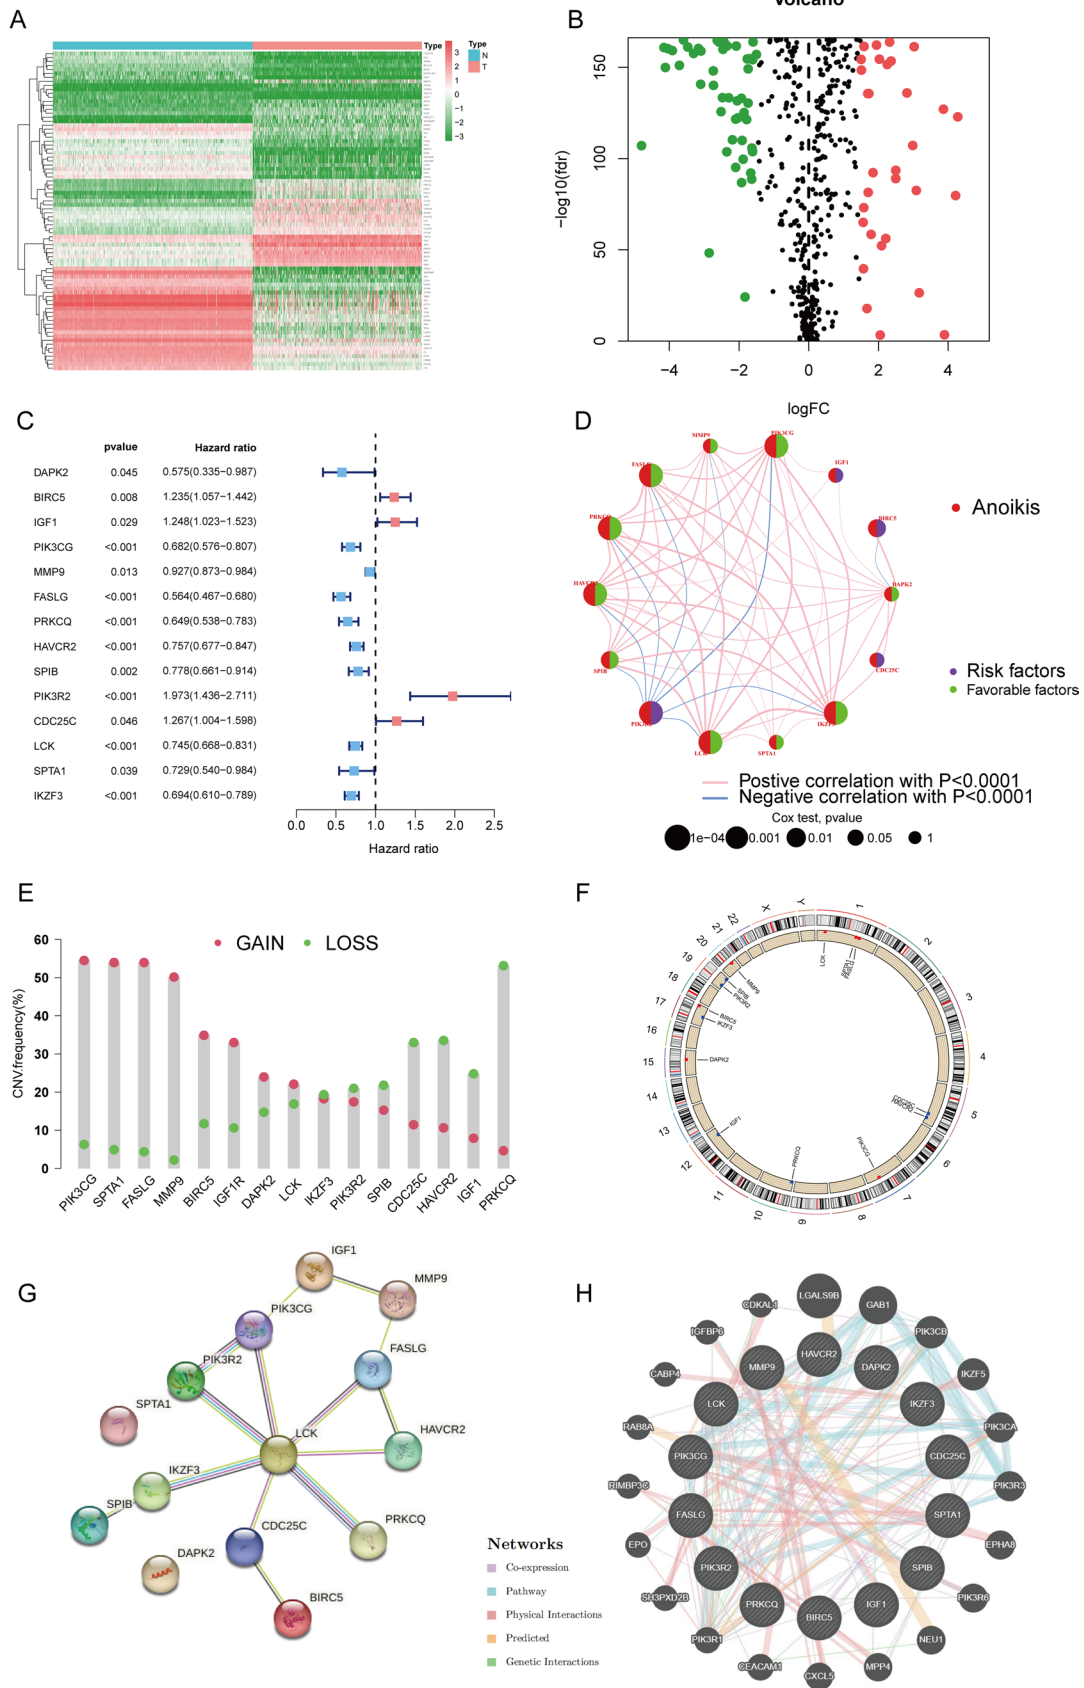 A
Type
3
2
1
0
−1
−2
−3
Type
N
T
B
Volcano
−log10(fdr)
150
100
50
0
−4
−2
0
2
4
logFC
C
pvalue
Hazard ratio
DAPK2 0.045 0.575(0.335−0.987)
BIRC5 0.008 1.235(1.057−1.442)
IGF1 0.029 1.248(1.023−1.523)
PIK3CG <0.001 0.682(0.576−0.807)
MMP9 0.013 0.927(0.873−0.984)
FASLG <0.001 0.564(0.467−0.680)
PRKCQ <0.001 0.649(0.538−0.783)
HAVCR2 <0.001 0.757(0.677−0.847)
SPIB 0.002 0.778(0.661−0.914)
PIK3R2 <0.001 1.973(1.436−2.711)
CDC25C 0.046 1.267(1.004−1.598)
LCK <0.001 0.745(0.668−0.831)
SPTA1 0.039 0.729(0.540−0.984)
IKZF3 <0.001 0.694(0.610−0.789)
0.0 0.5 1.0 1.5 2.0 2.5
Hazard ratio
D
PIK3CG
MMP9
IGF1
FASLG
BIRC5
PRKCQ
DAPK2
HAVCR2
CDC25C
SPIB
IKZF3
PIK3R2
SPTA1
LCK
Anoikis
Risk factors
Favorable factors
Postive correlation with P<0.0001
Negative correlation with P<0.0001
Cox test, pvalue
1e−04 0.001 0.01 0.05 1
E
GAIN LOSS
CNV.frequency(%)
60
50
40
30
20
10
0
PIK3CG
SPTA1
FASLG
MMP9
BIRC5
IGF1R
DAPK2
LCK
IKZF3
PIK3R2
SPIB
CDC25C
HAVCR2
IGF1
PRKCQ
F
1
2
3
4
5
6
7
8
9
10
11
12
13
14
15
16
17
18
19
20
21
22
X
Y
LCK
SPTA1
FASLG
MMP9
SPIB
PIK3R2
BIRC5
IKZF3
DAPK2
IGF1
PRKCQ
PIK3CG
CDC25C
HAVCR2
G
IGF1
MMP9
PIK3CG
FASLG
PIK3R2
SPTA1
LCK
HAVCR2
IKZF3
SPIB
CDC25C
PRKCQ
DAPK2
BIRC5
Networks
Co-expression
Pathway
Physical Interactions
Predicted
Genetic Interactions
H
LGALS9B
CDKAL1
GAB1
IGFBP6
PIK3CB
HAVCR2
MMP9
DAPK2
CABP4
IKZF5
LCK
IKZF3
RAB8A
PIK3CA
PIK3CG
CDC25C
RIMBP3C
PIK3R3
FASLG
SPTA1
EPO
EPHA8
PIK3R2
SPIB
SH3PXD2B
PIK3R6
PRKCQ
IGF1
BIRC5
PIK3R1
NEU1
CEACAM1
MPP4
CXCL5